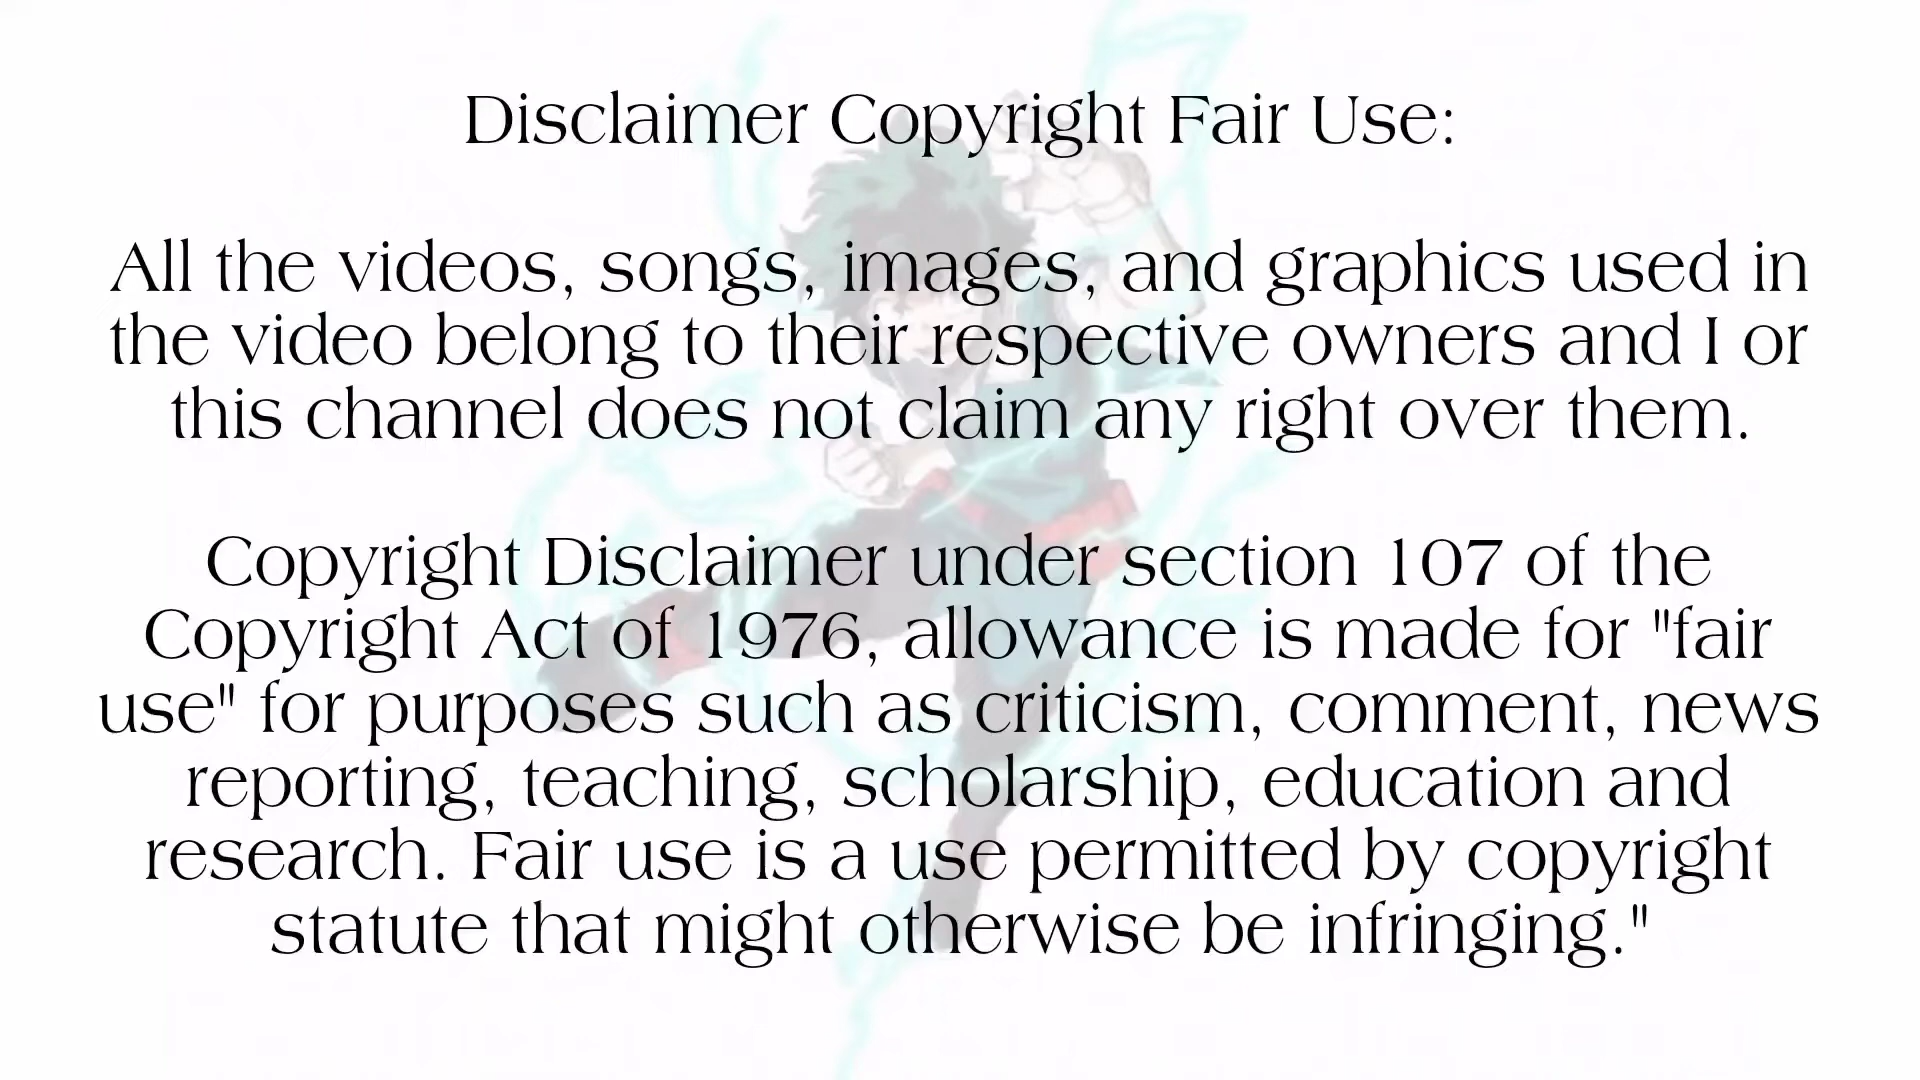 Disclaimer Copyright Fair Use:
All the videos, songs, images, and graphics used in
the video belong to their respective owners and I or
this channel does not claim any right over them.
Copyright Disclaimer under section 107 of the
Copyright Act of 1976, allowance is made for "fair
use" for purposes such as criticism, comment, news
reporting, teaching, scholarship, education and
research. Fair use is a use permitted by copyright
statute that might otherwise be infringing."